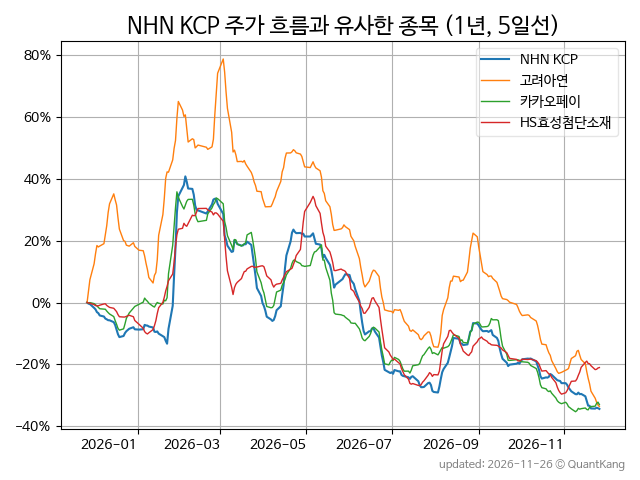 NHN KCP 주가 흐름과 유사한 종목 (1년, 5일선)
NHN KCP
고려아연
카카오페이
HS효성첨단소재
80%
60%
40%
20%
0%
−20%
−40%
2026-01
2026-03
2026-05
2026-07
2026-09
2026-11
updated: 2026-11-26 © QuantKang